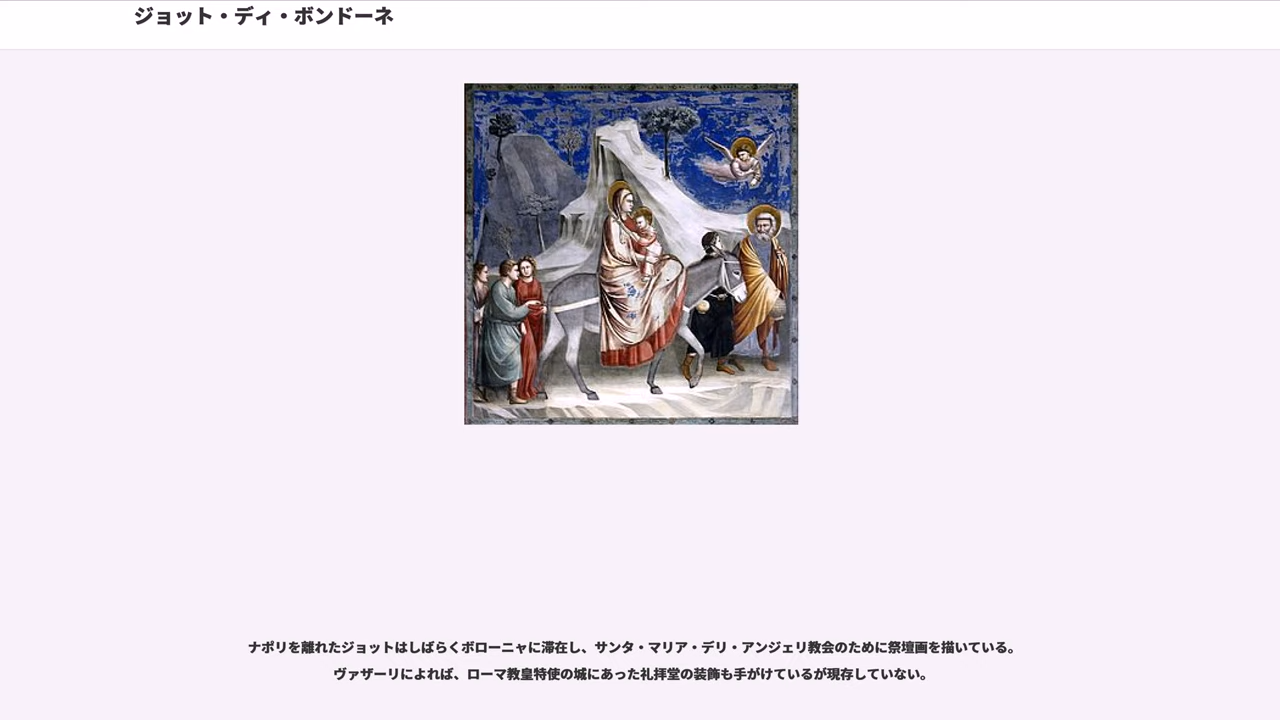 ジョット・ディ・ボンドーネ
ナポリを離れたジョットはしばらくボローニャに滞在し、サンタ・マリア・デリ・アンジェリ教会のために祭壇画を描いている。
ヴァザーリによれば、ローマ教皇特使の城にあった礼拝堂の装飾も手がけているが現存していない。